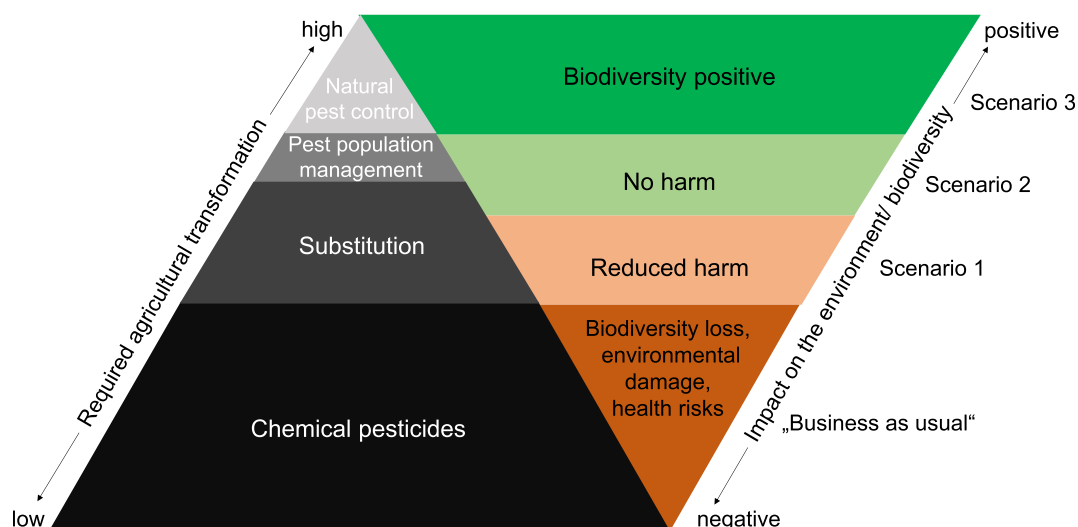 high
positive
Natural
pest control
Biodiversity positive
Scenario 3
Pest population
management
No harm
Scenario 2
Substitution
Reduced harm
Scenario 1
Biodiversity loss,
environmental
damage,
health risks
Chemical pesticides
„Business as usual“
low
negative
Required agricultural transformation
Impact on the environment/ biodiversity